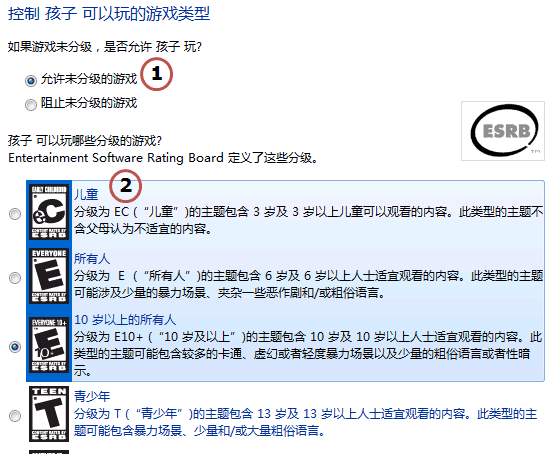 控制 孩子 可以玩的游戏类型
如果游戏未分级，是否允许 孩子 玩?
允许未分级的游戏
1
阻止未分级的游戏
ESRB
TM
孩子 可以玩哪些分级的游戏?
Entertainment Software Rating Board 定义了这些分级。
2
EARLY CHILDHOOD
eC
CONTENT RATED BY
ESRB
儿童
分级为 EC (“儿童”)的主题包含 3 岁及 3 岁以上儿童可以观看的内容。此类型的主题不
含父母认为不适宜的内容。
EVERYONE
E
CONTENT RATED BY
ESRB
所有人
分级为 E (“所有人”)的主题包含 6 岁及 6 岁以上人士适宜观看的内容。此类型的主题
可能涉及少量的暴力场景、夹杂一些恶作剧和/或粗俗语言。
EVERYONE 10+
E
10+
CONTENT RATED BY
ESRB
10 岁以上的所有人
分级为 E10+ (“10 岁及以上”)的主题包含 10 岁及 10 岁以上人士适宜观看的内容。此
类型的主题可能包含较多的卡通、虚幻或者轻度暴力场景以及少量的粗俗语言或者性暗
示。
TEEN
T
CONTENT RATED BY
ESRB
青少年
分级为 T (“青少年”)的主题包含 13 岁及 13 岁以上人士适宜观看的内容。此类型的主
题可能包含暴力场景、少量和/或大量粗俗语言。